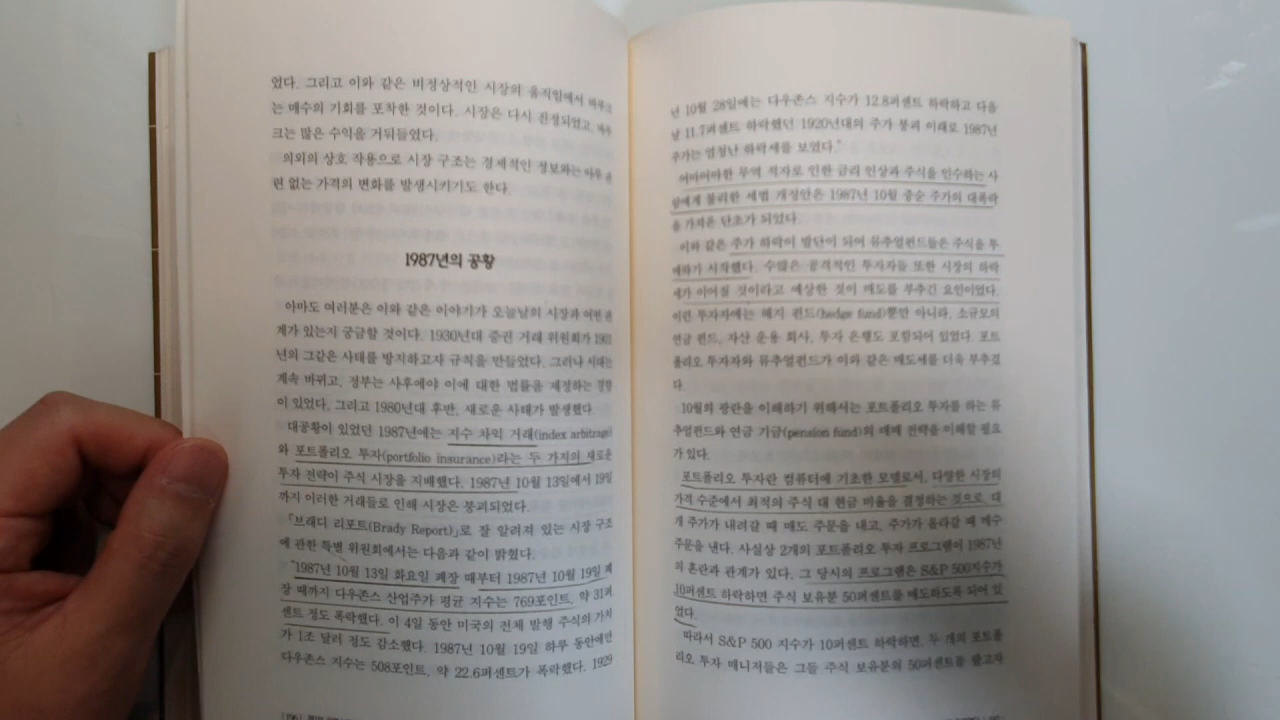 었다. 그리고 이와 같은 비정상적인 시장의 움직임에서 바루크
는 매수의 기회를 포착한 것이다. 시장은 다시 진정되었고, 바루
크는 많은 수익을 거둬들였다.
의외의 상호 작용으로 시장 구조는 경제적인 정보와는 아무 관
련 없는 가격의 변화를 발생시키기도 한다.
1987년의 공황
아마도 여러분은 이와 같은 이야기가 오늘날의 시장과 어떤 관
계가 있는지 궁금할 것이다. 1930년대 증권 거래 위원회가 1901
년의 그같은 사태를 방지하고자 규칙을 만들었다. 그러나 시대는
계속 바뀌고, 정부는 사후에야 이에 대한 법률을 제정하는 경향
이 있었다. 그리고 1980년대 후반, 새로운 사태가 발생했다.
대공황이 있었던 1987년에는 지수 차익 거래(index arbitrage)
와 포트폴리오 투자(portfolio insurance)라는 두 가지의 새로운
투자 전략이 주식 시장을 지배했다. 1987년 10월 13일에서 19일
까지 이러한 거래들로 인해 시장은 붕괴되었다.
「브래디 리포트(Brady Report)」로 잘 알려져 있는 시장 구조
에 관한 특별 위원회에서는 다음과 같이 밝혔다.
"1987년 10월 13일 화요일 폐장 때부터 1987년 10월 19일 폐
장 때까지 다우존스 산업주가 평균 지수는 769포인트, 약 31퍼
센트 정도 폭락했다. 이 4일 동안 미국의 전체 발행 주식의 가치
가 1조 달러 정도 감소했다. 1987년 10월 19일 하루 동안에만
다우존스 지수는 508포인트, 약 22.6퍼센트가 폭락했다. 1929
년 10월 28일에는 다우존스 지수가 12.8퍼센트 하락하고 다음
날 11.7퍼센트 하락했던 1920년대의 주가 붕괴 이래로 1987년
주가는 엄청난 하락세를 보였다."
어마어마한 무역 적자로 인한 금리 인상과 주식을 인수하는 사
람에게 불리한 세법 개정안은 1987년 10월 중순 주가의 대폭락
을 가져온 단초가 되었다.
이와 같은 주가 하락이 발단이 되어 뮤추얼펀드들은 주식을 투
매하기 시작했다. 수많은 공격적인 투자자들 또한 시장의 하락
세가 이어질 것이라고 예상한 것이 매도를 부추긴 요인이었다.
이런 투자자에는 헤지 펀드(hedge fund)뿐만 아니라, 소규모의
연금 펀드, 자산 운용 회사, 투자 은행도 포함되어 있었다. 포트
폴리오 투자자와 뮤추얼펀드가 이와 같은 매도세를 더욱 부추겼
다.
10월의 광란을 이해하기 위해서는 포트폴리오 투자를 하는 뮤
추얼펀드와 연금 기금(pension fund)의 매매 전략을 이해할 필요
가 있다.
포트폴리오 투자란 컴퓨터에 기초한 모델로서, 다양한 시장의
가격 수준에서 최적의 주식 대 현금 비율을 결정하는 것으로, 대
개 주가가 내려갈 때 매도 주문을 내고, 주가가 올라갈 때 매수
주문을 낸다. 사실상 2개의 포트폴리오 투자 프로그램이 1987년
의 혼란과 관계가 있다. 그 당시의 프로그램은 S&P 500지수가
10퍼센트 하락하면 주식 보유분 50퍼센트를 매도하도록 되어 있
었다.
따라서 S&P 500 지수가 10퍼센트 하락하면, 두 개의 포트폴
리오 투자 매니저들은 그들 주식 보유분의 50퍼센트를 팔고자